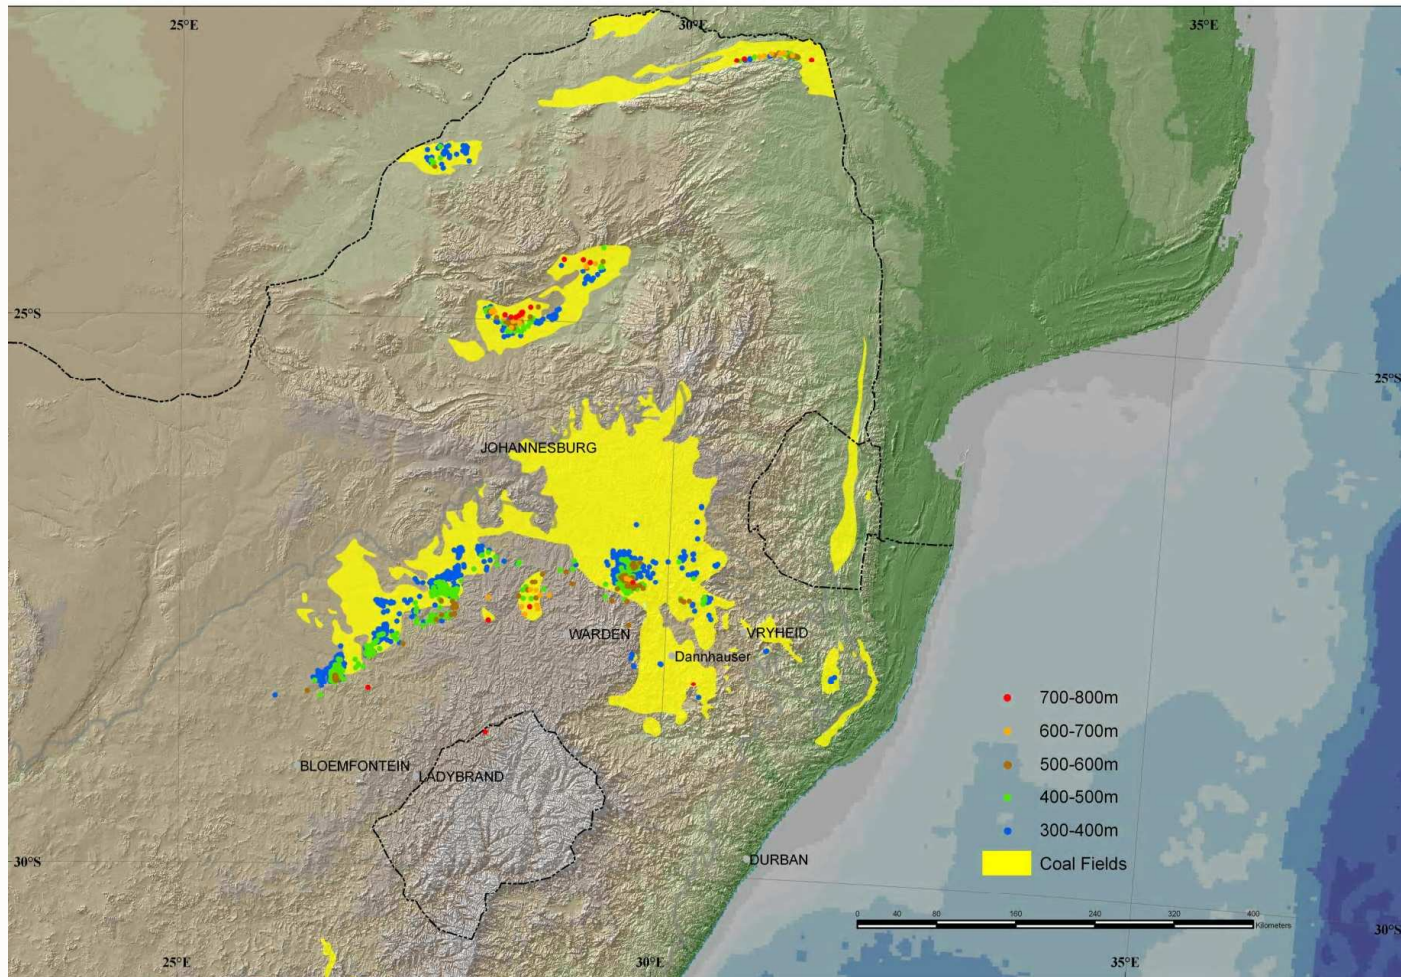 25°E
30°E
35°E
25°S
25°S
JOHANNESBURG
WARDEN
VRYHEID
Dannhauser
700-800m
600-700m
500-600m
400-500m
300-400m
Coal Fields
BLOEMFONTEIN
LADYBRAND
DURBAN
30°S
0 40 80 160 240 320 400
Kilometers
30°S
25°E
30°E
35°E